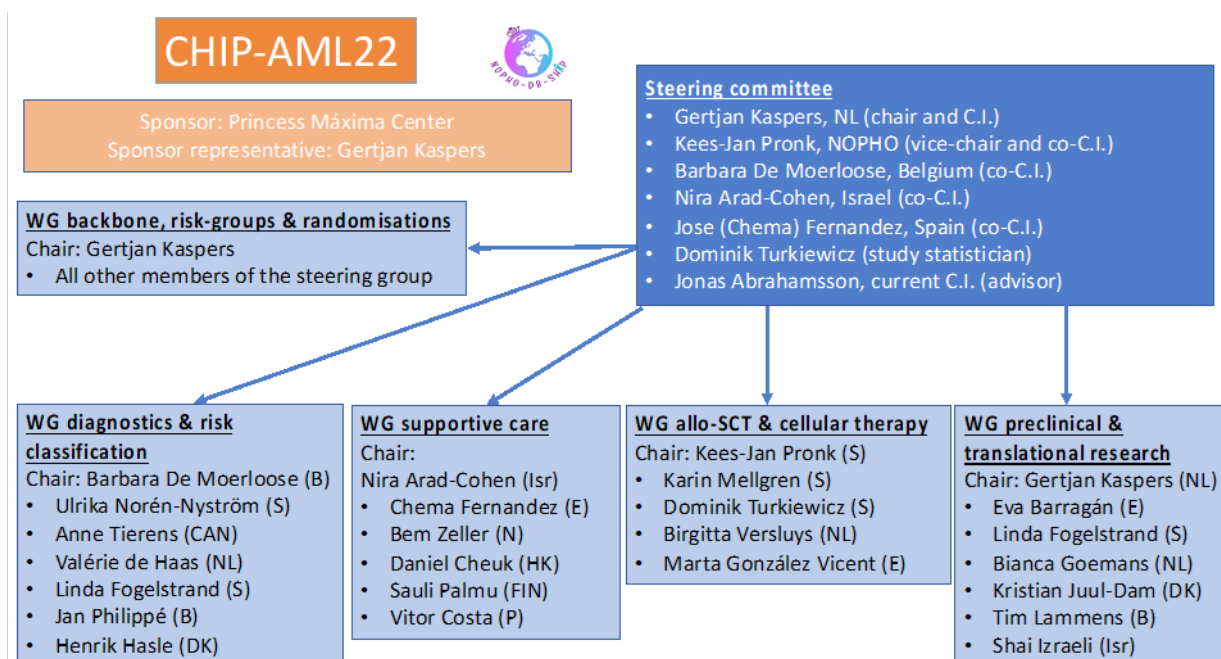 CHIP-AML22
NOPHO-DB-SHIP
Sponsor: Princess Máxima Center
Sponsor representative: Gertjan Kaspers
Steering committee
• Gertjan Kaspers, NL (chair and C.I.)
• Kees-Jan Pronk, NOPHO (vice-chair and co-C.I.)
• Barbara De Moerloose, Belgium (co-C.I.)
• Nira Arad-Cohen, Israel (co-C.I.)
• Jose (Chema) Fernandez, Spain (co-C.I.)
• Dominik Turkiewicz (study statistician)
• Jonas Abrahamsson, current C.I. (advisor)
WG backbone, risk-groups & randomisations
Chair: Gertjan Kaspers
• All other members of the steering group
WG diagnostics & risk
classification
Chair: Barbara De Moerloose (B)
• Ulrika Norén-Nyström (S)
• Anne Tierens (CAN)
• Valérie de Haas (NL)
• Linda Fogelstrand (S)
• Jan Philippé (B)
• Henrik Hasle (DK)
WG supportive care
Chair:
Nira Arad-Cohen (Isr)
• Chema Fernandez (E)
• Bem Zeller (N)
• Daniel Cheuk (HK)
• Sauli Palmu (FIN)
• Vitor Costa (P)
WG allo-SCT & cellular therapy
Chair: Kees-Jan Pronk (S)
• Karin Mellgren (S)
• Dominik Turkiewicz (S)
• Birgitta Versluys (NL)
• Marta González Vicent (E)
WG preclinical &
translational research
Chair: Gertjan Kaspers (NL)
• Eva Barragán (E)
• Linda Fogelstrand (S)
• Bianca Goemans (NL)
• Kristian Juul-Dam (DK)
• Tim Lammens (B)
• Shai Izraeli (Isr)